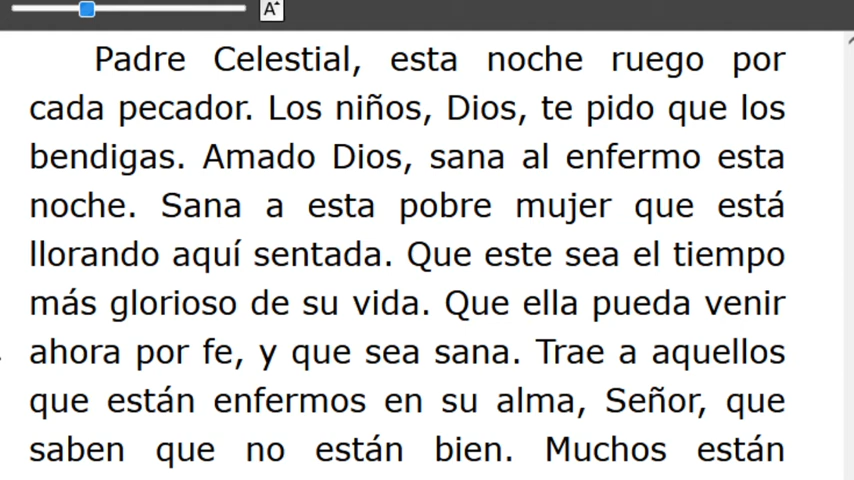 A
Padre Celestial, esta noche ruego por
cada pecador. Los niños, Dios, te pido que los
bendigas. Amado Dios, sana al enfermo esta
noche. Sana a esta pobre mujer que está
llorando aquí sentada. Que este sea el tiempo
más glorioso de su vida. Que ella pueda venir
ahora por fe, y que sea sana. Trae a aquellos
que están enfermos en su alma, Señor, que
saben que no están bien. Muchos están